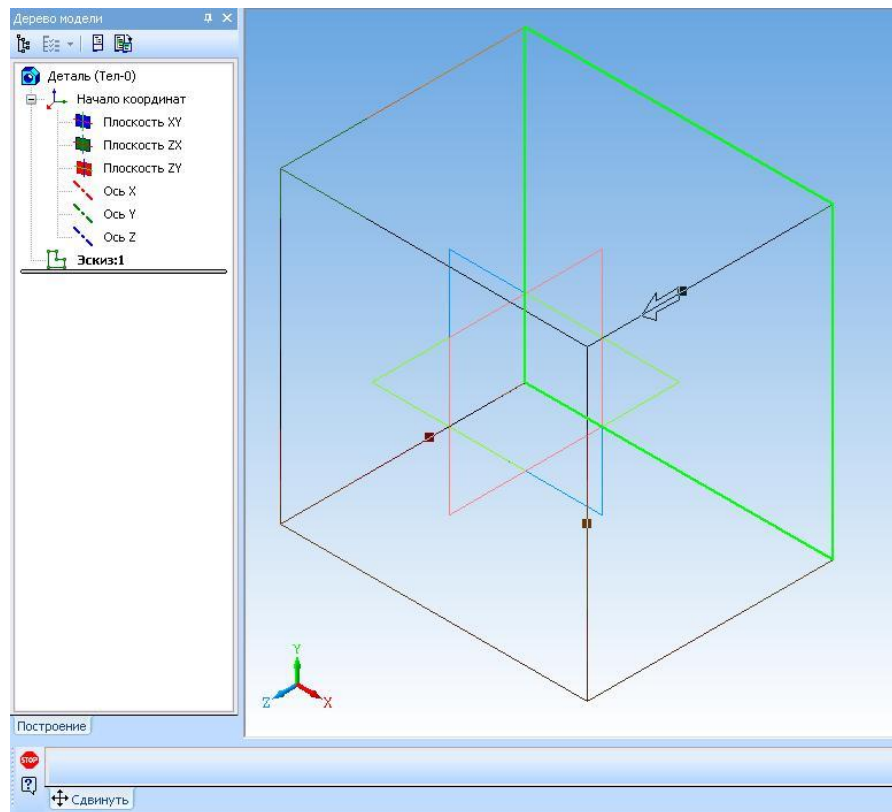 Дерево модели
Деталь (Тел-0)
Начало координат
Плоскость XY
Плоскость ZX
Плоскость ZY
Ось X
Ось Y
Ось Z
Эскиз:1
Y
Z
X
Построение
STOP
?
Сдвинуть